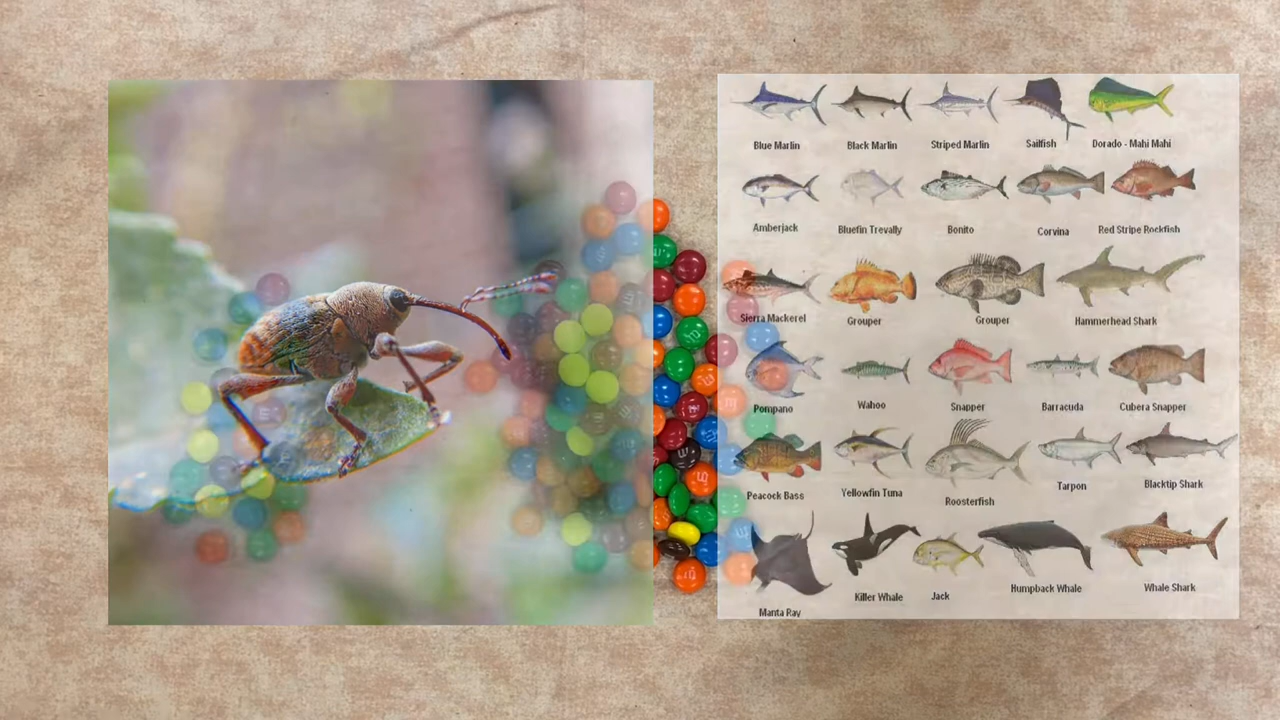 Blue Marlin Black Marlin Striped Marlin Sailfish Dorado - Mahi Mahi
Amberjack Bluefin Trevally Bonito Corvina Red Stripe Rockfish
Sierra Mackerel Grouper Grouper Hammerhead Shark
Pompano Wahoo Snapper Barracuda Cubera Snapper
Peacock Bass Yellowfin Tuna Roosterfish Tarpon Blacktip Shark
Manta Ray Killer Whale Jack Humpback Whale Whale Shark